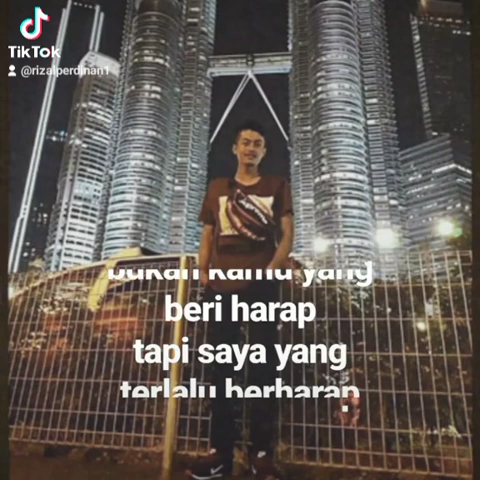 TikTok
@rizalperdinan1
bukan kamu yang
beri harap
tapi saya yang
terlalu berharap